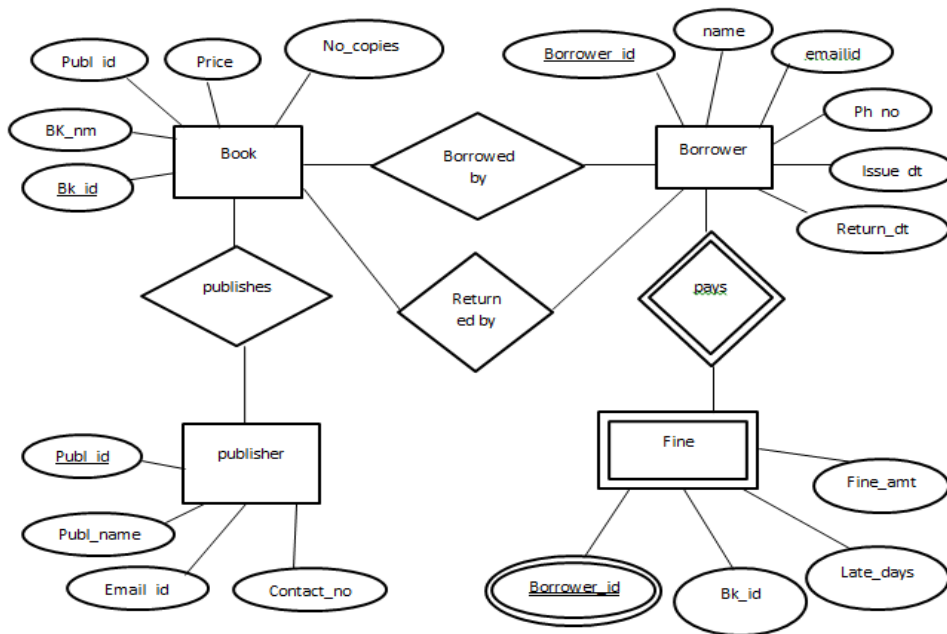 No_copies
name
Borrower_id
emailid
Publ_id
Price
Ph_no
BK_nm
Book
Borrowed
by
Borrower
Issue_dt
Bk_id
Return_dt
publishes
Return
ed by
pays
Publ_id
publisher
Fine
Fine_amt
Publ_name
Email_id
Contact_no
Borrower_id
Bk_id
Late_days